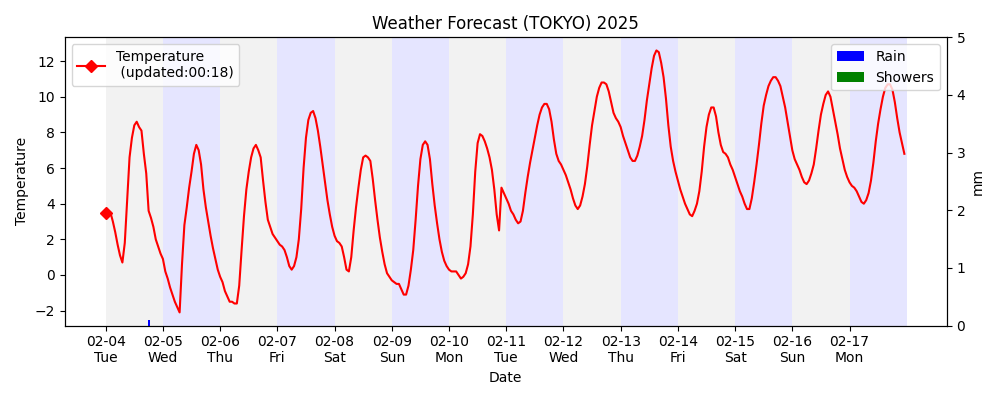 Weather Forecast (TOKYO) 2025
Temperature
(updated:00:18)
Rain
Showers
Temperature
12
10
8
6
4
2
0
−2
5
4
3
2
1
0
mm
02-04 02-05 02-06 02-07 02-08 02-09 02-10 02-11 02-12 02-13 02-14 02-15 02-16 02-17
Tue Wed Thu Fri Sat Sun Mon Tue Wed Thu Fri Sat Sun Mon
Date